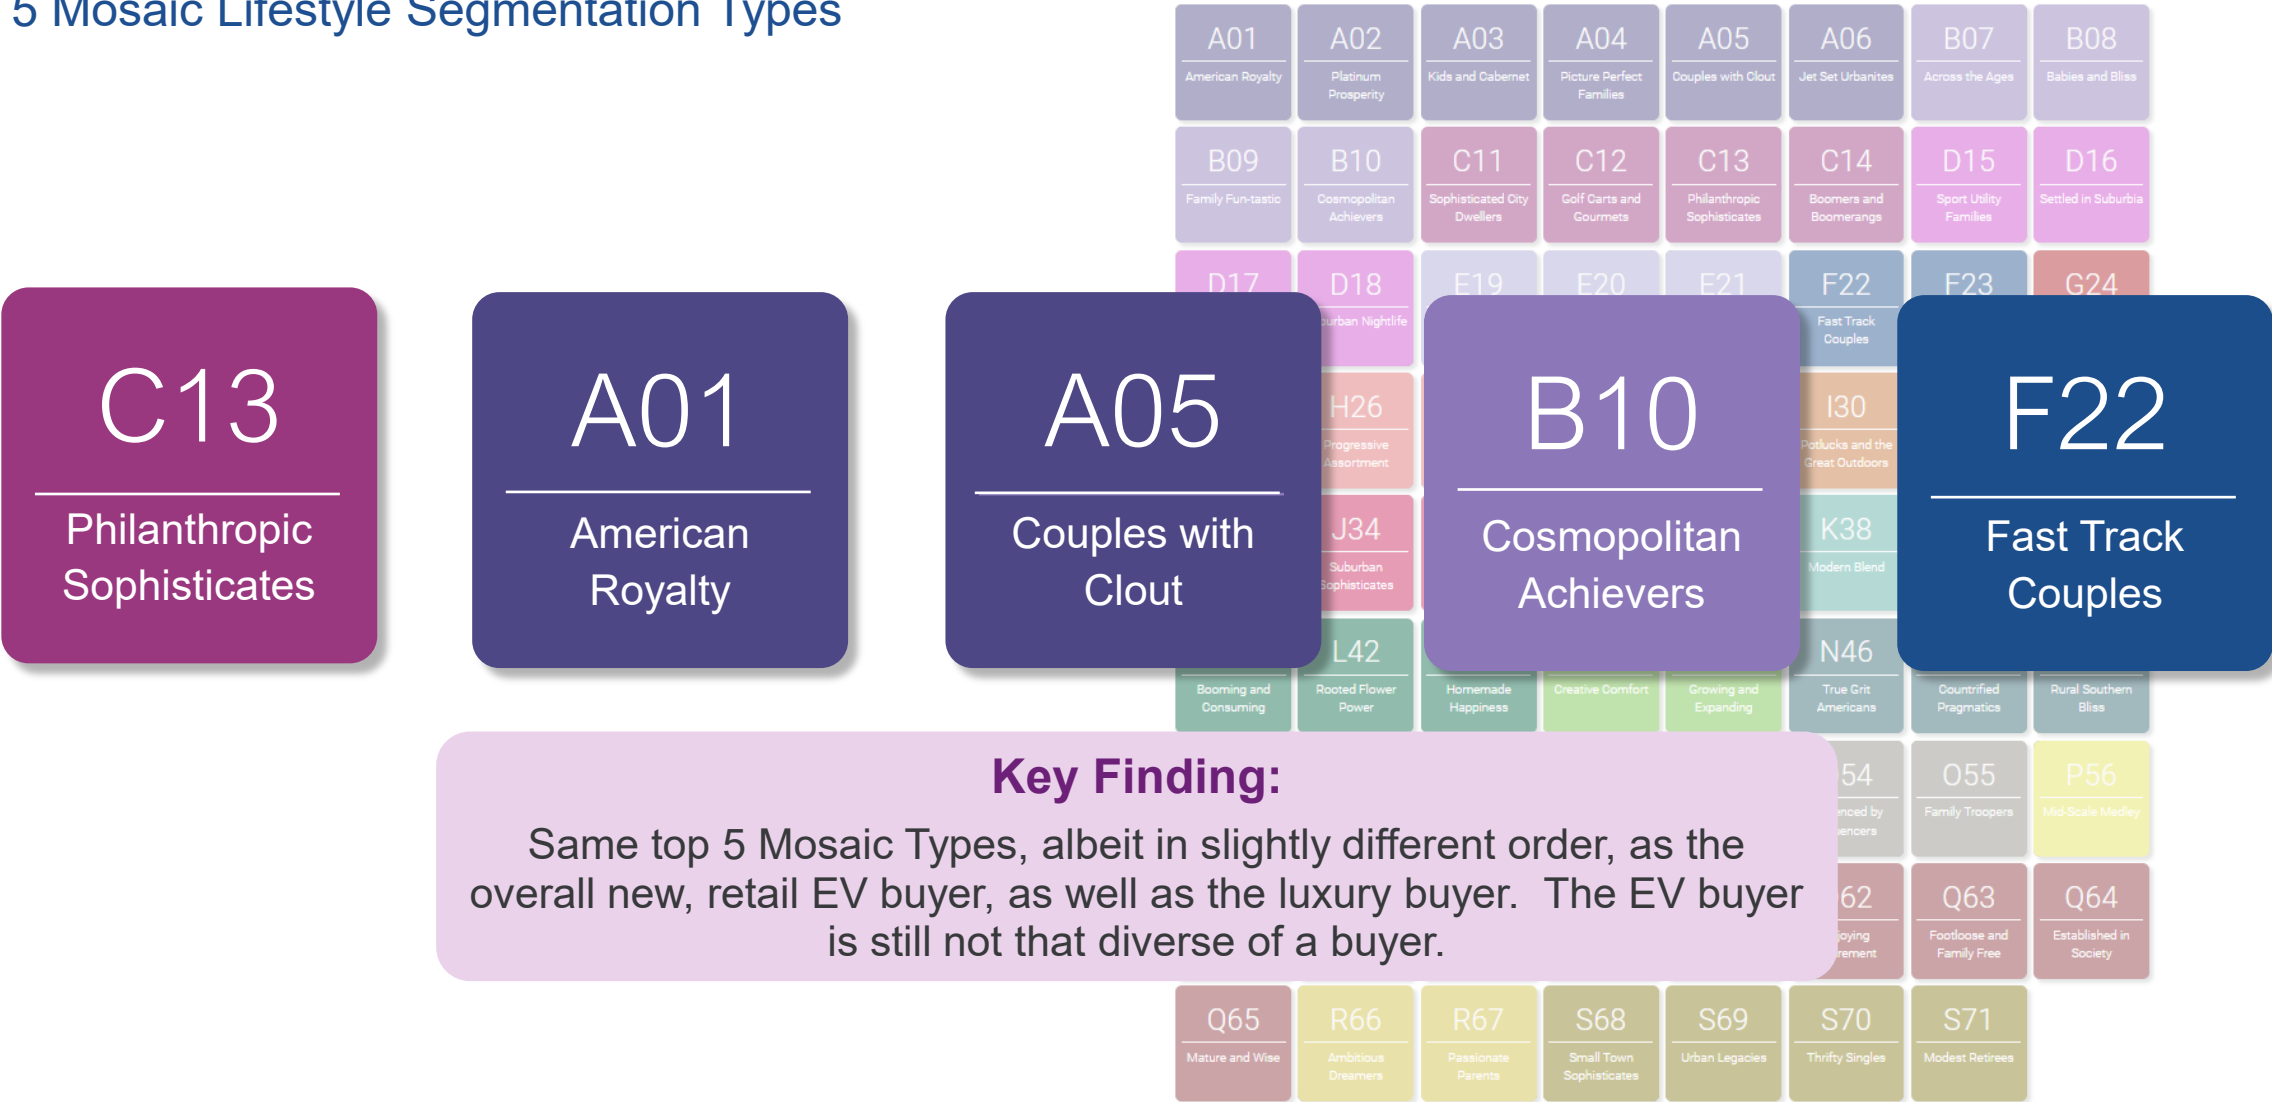 5 Mosaic Lifestyle Segmentation Types
A01
American Royalty
A02
Platinum
Prosperity
A03
Kids and Cabernet
A04
Picture Perfect
Families
A05
Couples with Clout
A06
Jet Set Urbanites
B07
Across the Ages
B08
Babies and Bliss
B09
Family Fun-tastic
B10
Cosmopolitan
Achievers
C11
Sophisticated City
Dwellers
C12
Golf Carts and
Gourmets
C13
Philanthropic
Sophisticates
C14
Boomers and
Boomerangs
D15
Sport Utility
Families
D16
Settled in Suburbia
D17
D18
Nightlife
E19
E20
E21
F22
Fast Track
Couples
F23
G24
C13
Philanthropic
Sophisticates
A01
American
Royalty
A05
Couples with
Clout
B10
Cosmopolitan
Achievers
F22
Fast Track
Couples
H26
Progressive
Assortment
I30
Potlucks and the
Great Outdoors
J34
Suburban
Sophisticates
K38
Modern Blend
Booming and
Consuming
L42
Rooted Flower
Power
Homemade
Happiness
Creative Comfort
Growing and
Expanding
N46
True Grit
Americans
Countrified
Pragmatics
Rural Southern
Bliss
Key Finding:
Same top 5 Mosaic Types, albeit in slightly different order, as the
overall new, retail EV buyer, as well as the luxury buyer. The EV buyer
is still not that diverse of a buyer.
54
by
O55
Family Troopers
P56
Mid-Scale Medley
62
Q63
Footloose and
Family Free
Q64
Established in
Society
Q65
Mature and Wise
R66
Ambitious
Dreamers
R67
Passionate
Parents
S68
Small Town
Sophisticates
S69
Urban Legacies
S70
Thrifty Singles
S71
Modest Retirees